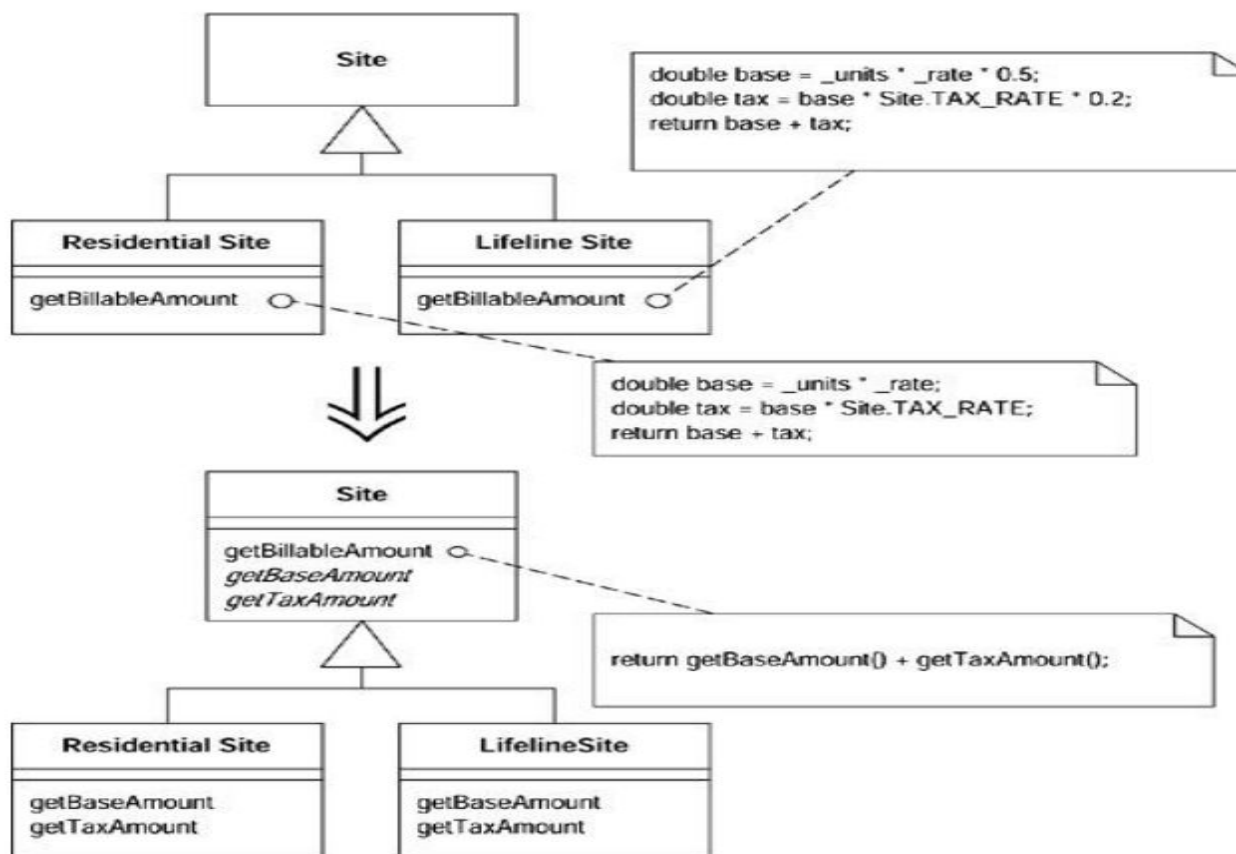 Site
double base = _units * _rate * 0.5;
double tax = base * Site.TAX_RATE * 0.2;
return base + tax;
Residential Site
getBillableAmount
Lifeline Site
getBillableAmount
double base = _units * _rate;
double tax = base * Site.TAX_RATE;
return base + tax;
Site
getBillableAmount
getBaseAmount
getTaxAmount
return getBaseAmount() + getTaxAmount();
Residential Site
getBaseAmount
getTaxAmount
LifelineSite
getBaseAmount
getTaxAmount